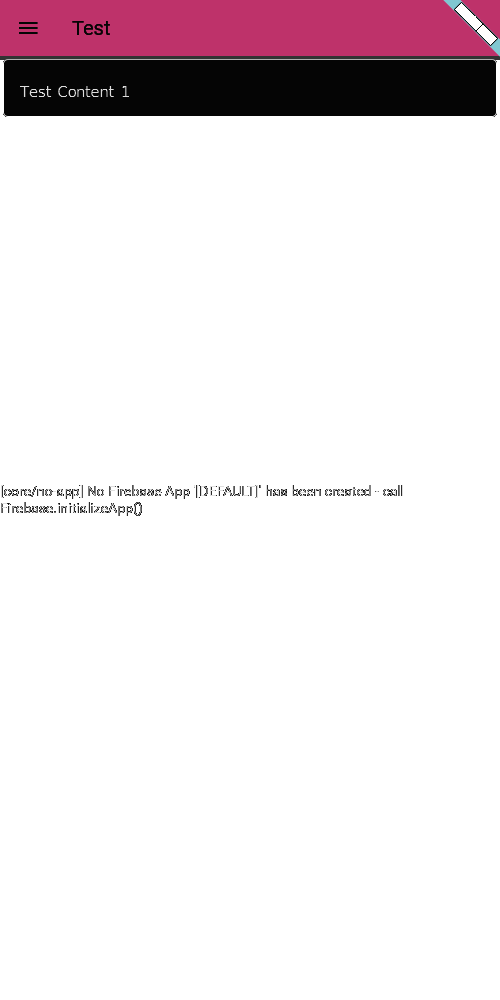 Test
Test Content 1
[core/no-app] No Firebase App '[DEFAULT]' has been created - call
Firebase.initializeApp()